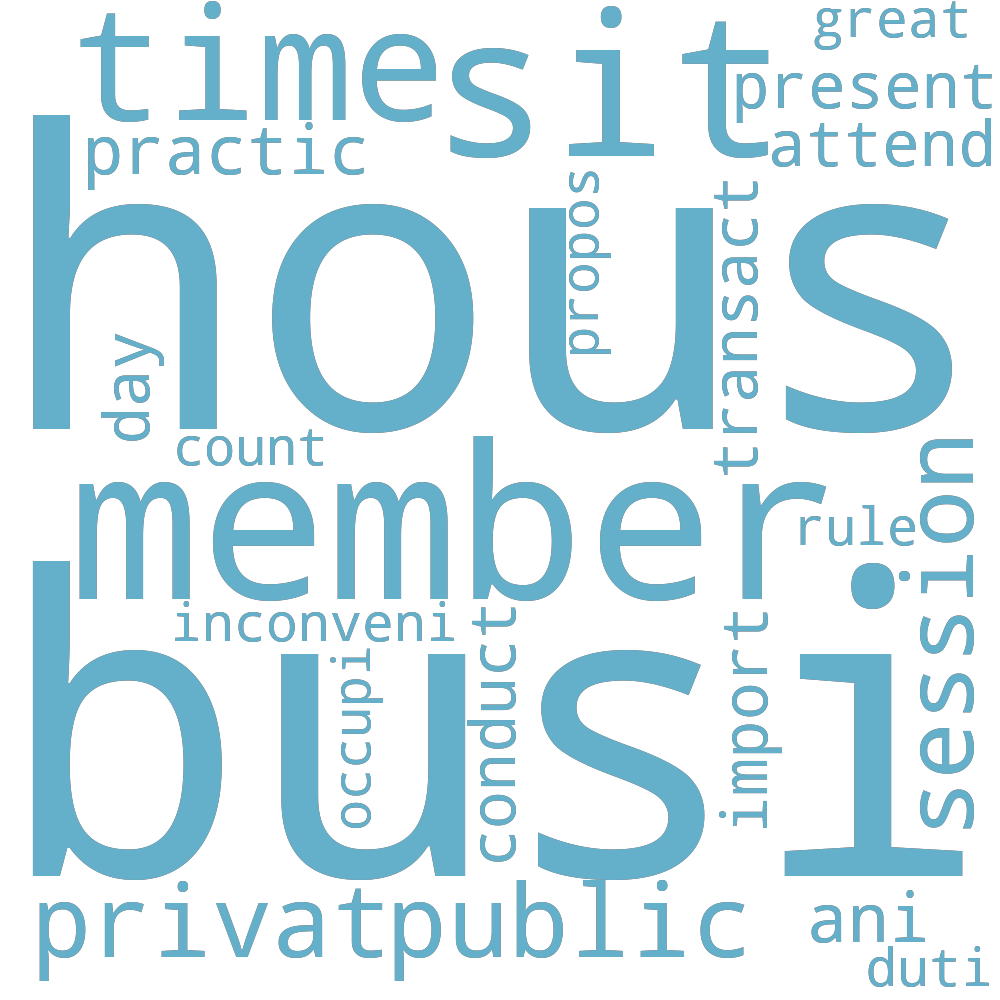 time
sit
great
present
attend
practic
hous
propos
transact
day
count
member
rule
session
inconveni
busi
occupi
conduct
import
privat
public
ani
duti